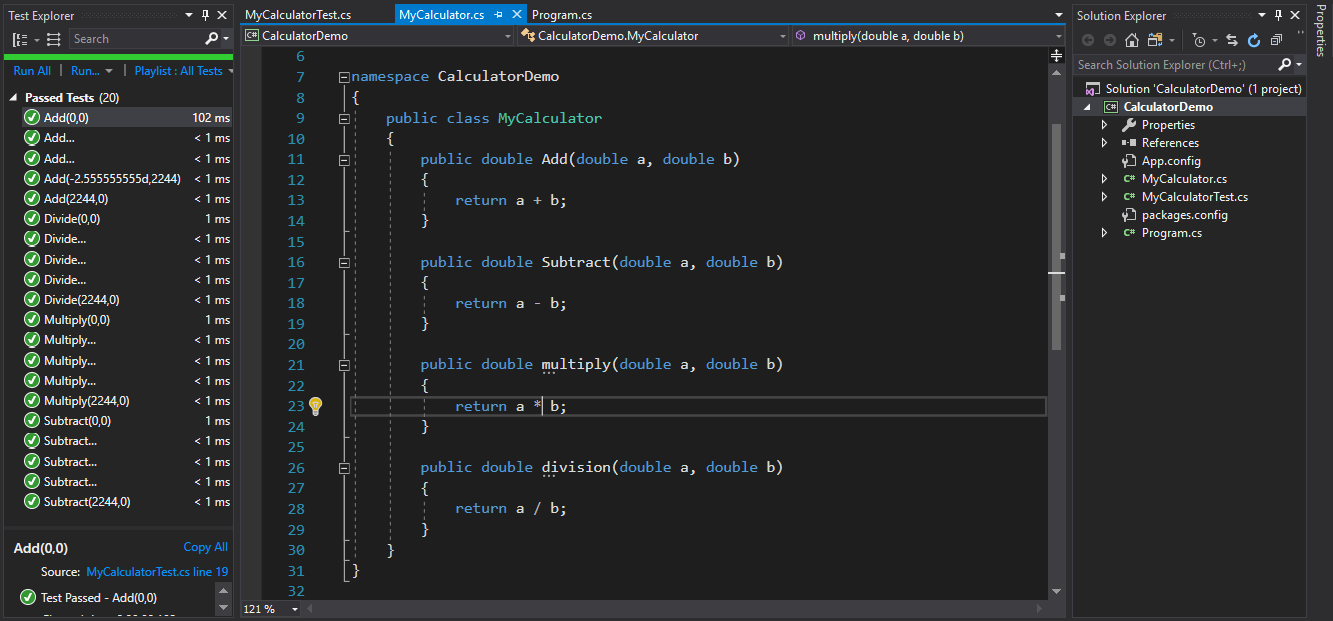 Test Explorer
Search
Run All | Run... | Playlist : All Tests
Passed Tests (20)
Add(0,0) 102 ms
Add... < 1 ms
Add... < 1 ms
Add(-2.555555555d,2244) < 1 ms
Add(2244,0) < 1 ms
Divide(0,0) 1 ms
Divide... < 1 ms
Divide... < 1 ms
Divide... < 1 ms
Divide(2244,0) < 1 ms
Multiply(0,0) 1 ms
Multiply... < 1 ms
Multiply... < 1 ms
Multiply... < 1 ms
Multiply(2244,0) < 1 ms
Subtract(0,0) 1 ms
Subtract... < 1 ms
Subtract... < 1 ms
Subtract... < 1 ms
Subtract(2244,0) < 1 ms
Add(0,0) Copy All
Source: MyCalculatorTest.cs line 19
Test Passed - Add(0,0)
MyCalculatorTest.cs MyCalculator.cs Program.cs
C# CalculatorDemo CalculatorDemo.MyCalculator multiply(double a, double b)
6
7 namespace CalculatorDemo
8 {
9 public class MyCalculator
10 {
11 public double Add(double a, double b)
12 {
13 return a + b;
14 }
15
16 public double Subtract(double a, double b)
17 {
18 return a - b;
19 }
20
21 public double multiply(double a, double b)
22 {
23 return a * b;
24 }
25
26 public double division(double a, double b)
27 {
28 return a / b;
29 }
30 }
31 }
32
121 %
Solution Explorer
Search Solution Explorer (Ctrl+;)
Solution 'CalculatorDemo' (1 project)
C# CalculatorDemo
Properties
References
App.config
C# MyCalculator.cs
C# MyCalculatorTest.cs
packages.config
C# Program.cs
Properties